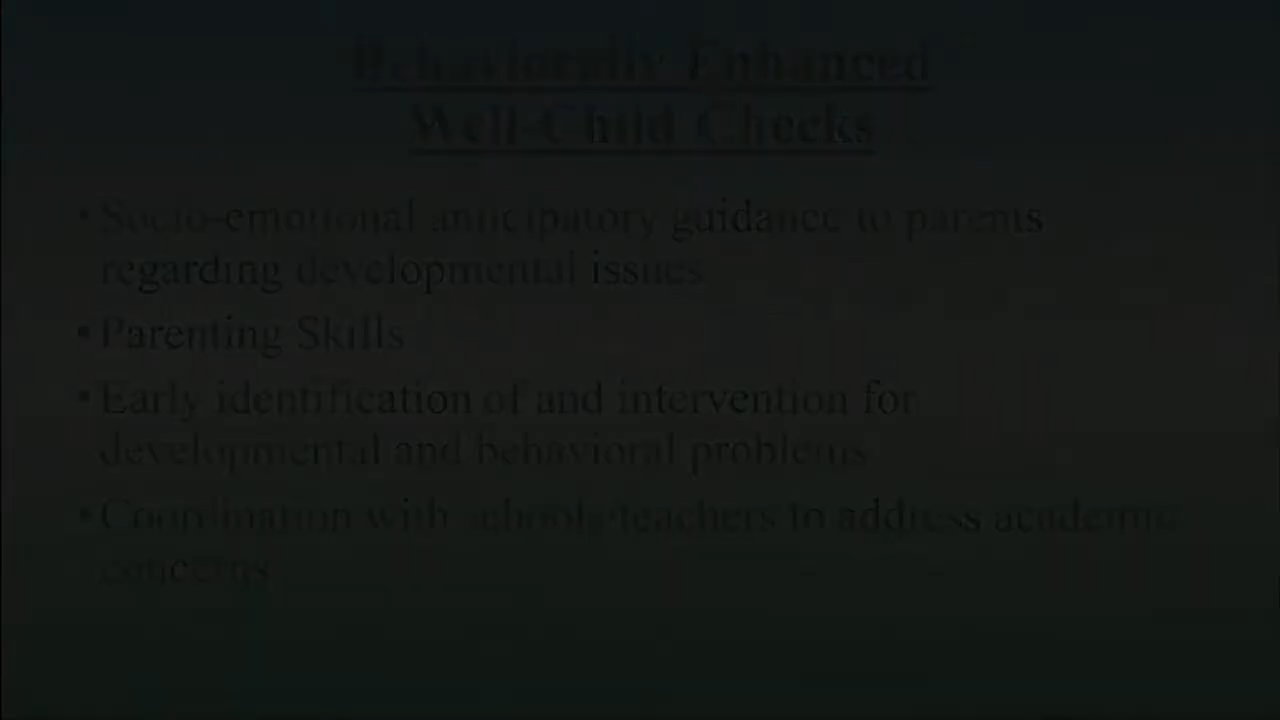 Behaviorally Enhanced
Well-Child Checks
• Socio-emotional anticipatory guidance to parents
regarding developmental issues
• Parenting Skills
• Early identification of and intervention for
developmental and behavioral problems
• Coordination with schools/teachers to address academic
concerns